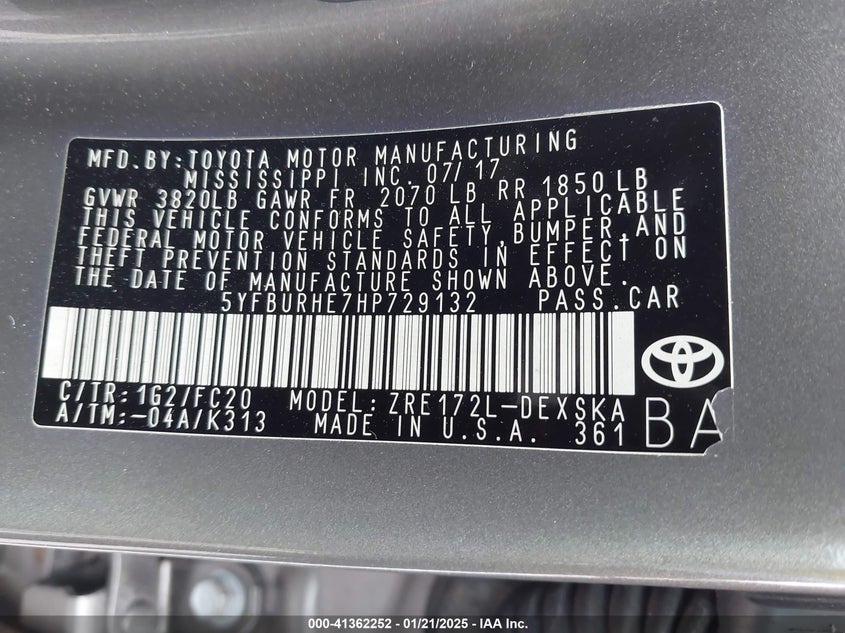 MFD.BY:TOYOTA MOTOR MANUFACTURING
MISSISSIPPI INC. 07/17
GVWR 3820LB GAWR FR 2070 LB RR 1850 LB
THIS VEHICLE CONFORMS TO ALL APPLICABLE
FEDERAL MOTOR VEHICLE SAFETY,BUMPER,AND
THEFT PREVENTION STANDARDS IN EFFECT ON
THE DATE OF MANUFACTURE SHOWN ABOVE.
5YFBURHE7HP729132 PASS.CAR
C/TR:1G2/FC20 MODEL:ZRE172L-DEXSKA
A/TM:-04A/K313 MADE IN U.S.A. 361 BA
000-41362252 - 01/21/2025 - IAA Inc.